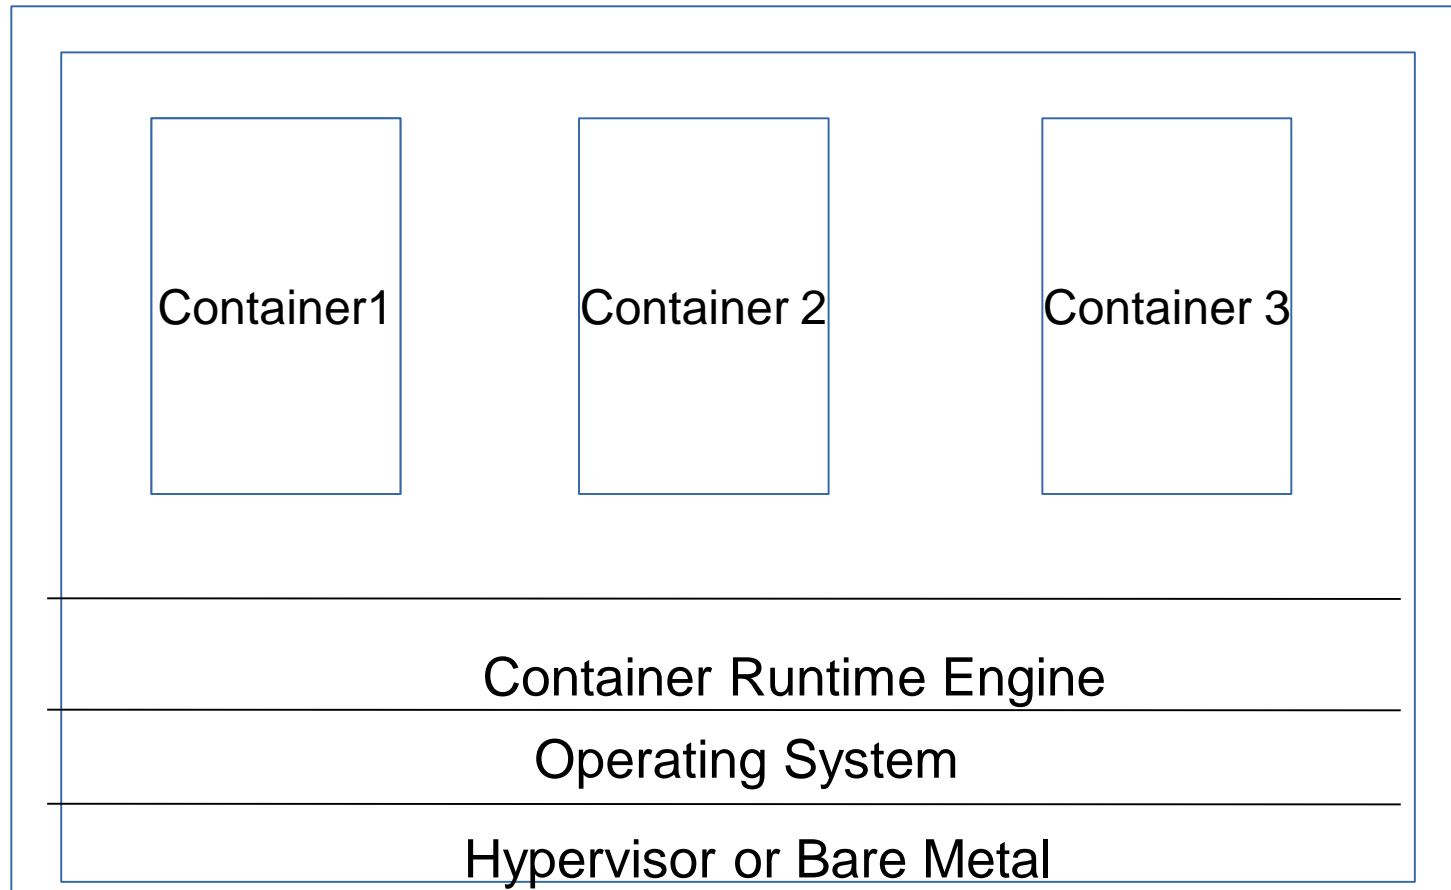 Container1
Container 2
Container 3
Container Runtime Engine
Operating System
Hypervisor or Bare Metal